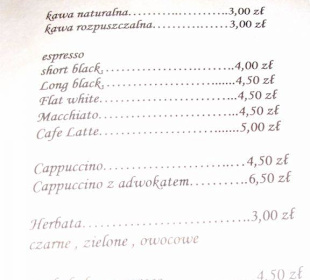 kawa naturalna...................3,00 zł
kawa rozpuszczalna.............3,00 zł
espresso
short black........................4,00 zł
Long black.........................4,50 zł
Flat white..........................4,50 zł
Macchiato..........................4,50 zł
Cafe Latte..........................5,00 zł
Cappuccino........................4,50 zł
Cappuccino z adwokatem..........6,50 zł
Herbata.............................3,00 zł
czarne , zielone , owocowe
4,50 zł